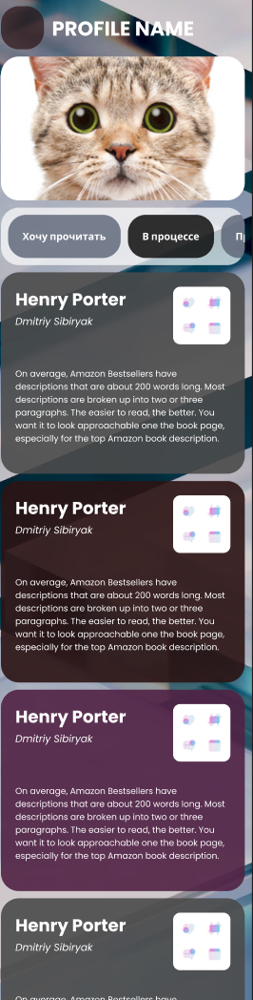 PROFILE NAME
Хочу прочитать
В процессе
Henry Porter
Dmitriy Sibiryak
On average, Amazon Bestsellers have
descriptions that are about 200 words long. Most
descriptions are broken up into two or three
paragraphs. The easier to read, the better. You
want it to look approachable one the book page,
especially for the top Amazon book description.
Henry Porter
Dmitriy Sibiryak
On average, Amazon Bestsellers have
descriptions that are about 200 words long. Most
descriptions are broken up into two or three
paragraphs. The easier to read, the better. You
want it to look approachable one the book page,
especially for the top Amazon book description.
Henry Porter
Dmitriy Sibiryak
On average, Amazon Bestsellers have
descriptions that are about 200 words long. Most
descriptions are broken up into two or three
paragraphs. The easier to read, the better. You
want it to look approachable one the book page,
especially for the top Amazon book description.
Henry Porter
Dmitriy Sibiryak
On average, Amazon Bestsellers have